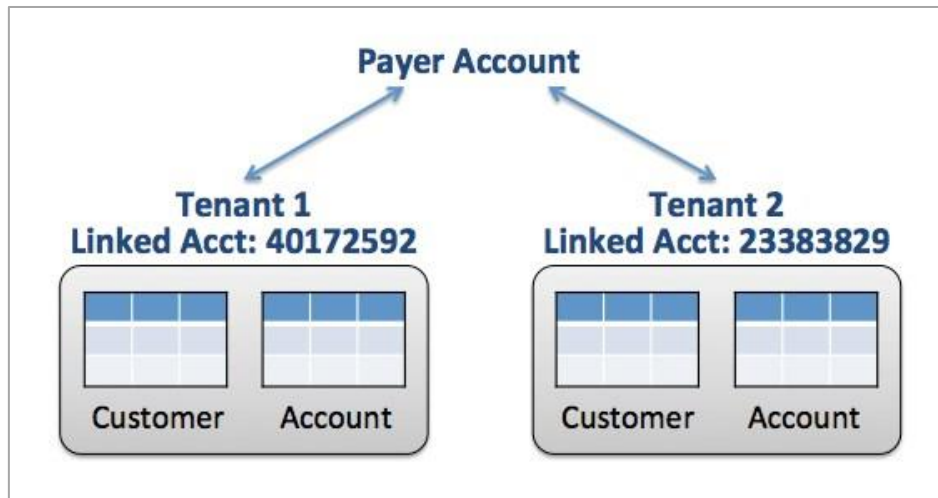 Payer Account
Tenant 1
Linked Acct: 40172592
Customer
Account
Tenant 2
Linked Acct: 23383829
Customer
Account